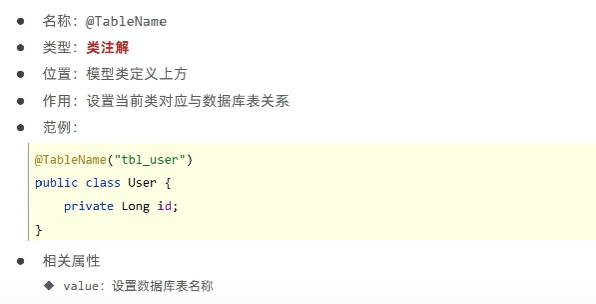 ● 名称：@TableName
● 类型：类注解
● 位置：模型类定义上方
● 作用：设置当前类对应与数据库表关系
● 范例：
@TableName("tbl_user")
public class User {
    private Long id;
}
● 相关属性
◆ value：设置数据库表名称